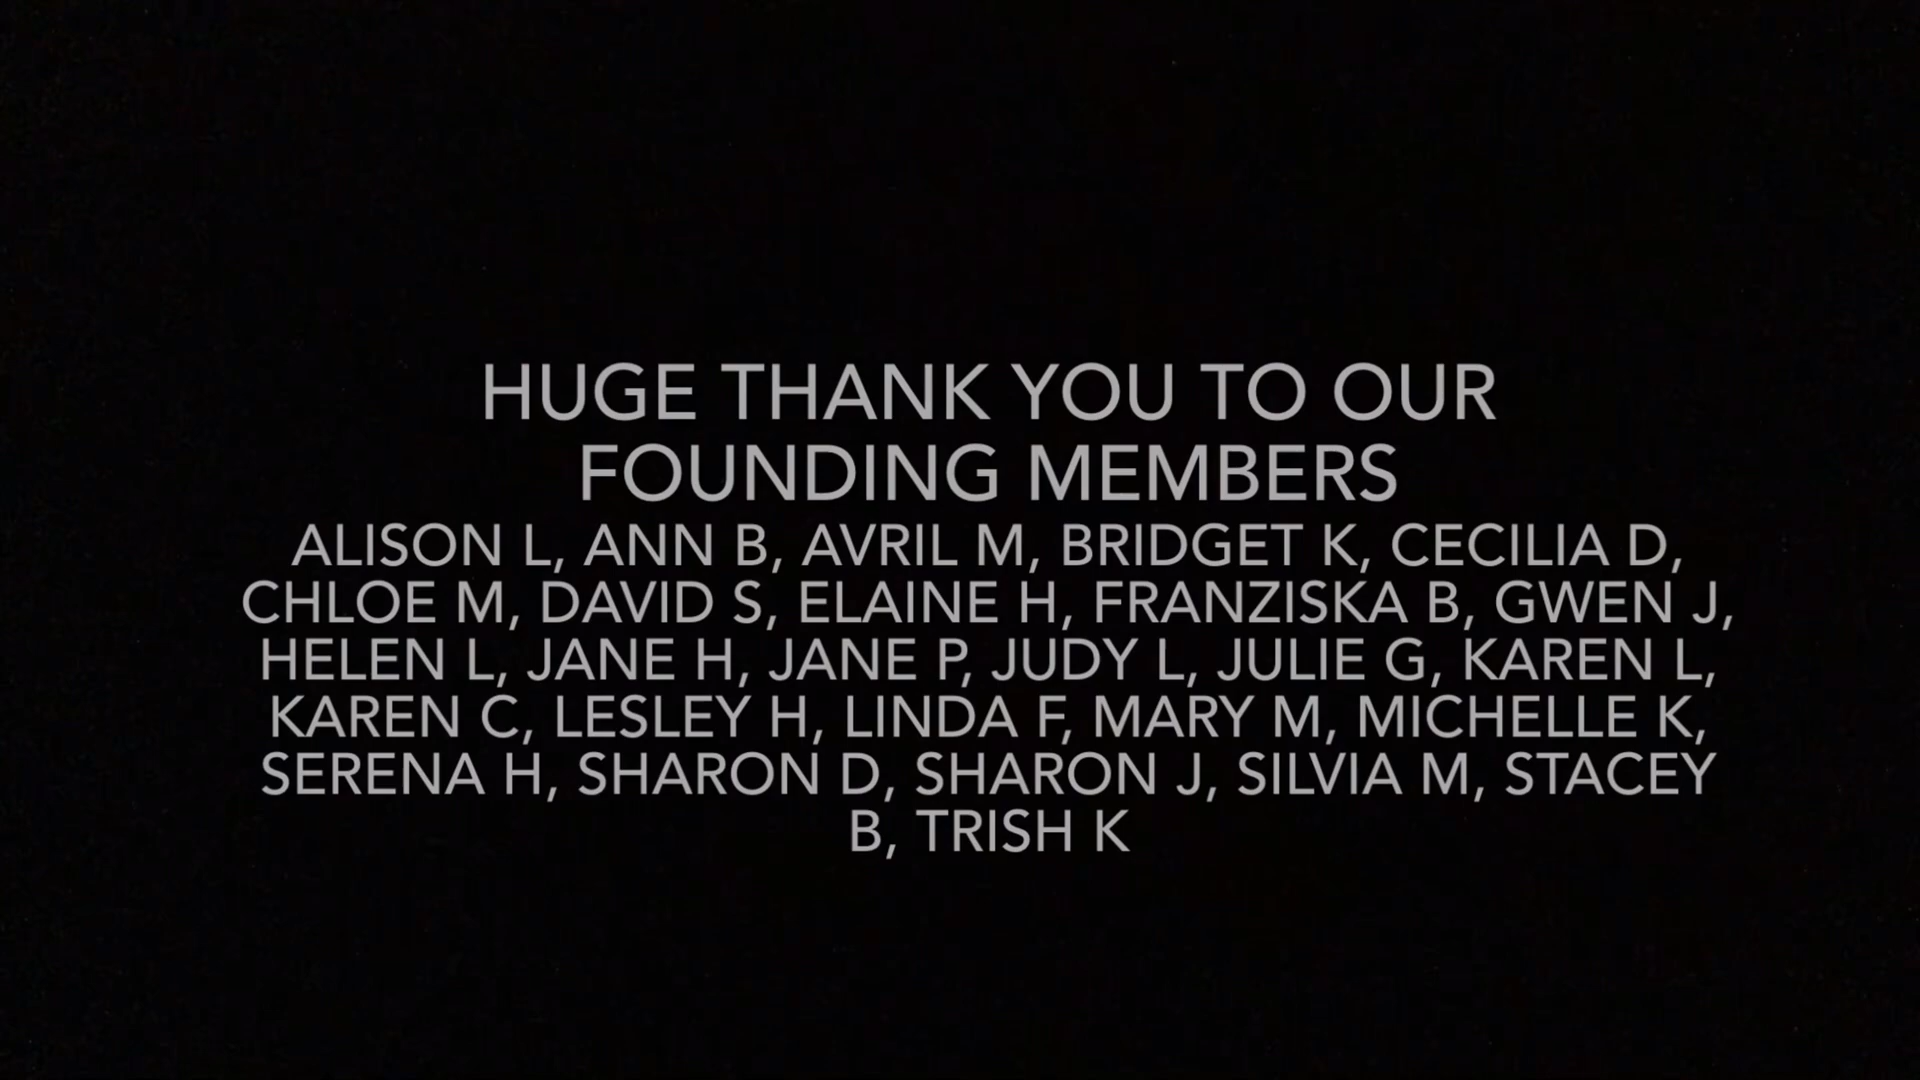 HUGE THANK YOU TO OUR
FOUNDING MEMBERS
ALISON L, ANN B, AVRIL M, BRIDGET K, CECILIA D,
CHLOE M, DAVID S, ELAINE H, FRANZISKA B, GWEN J,
HELEN L, JANE H, JANE P, JUDY L, JULIE G, KAREN L,
KAREN C, LESLEY H, LINDA F, MARY M, MICHELLE K,
SERENA H, SHARON D, SHARON J, SILVIA M, STACEY
B, TRISH K